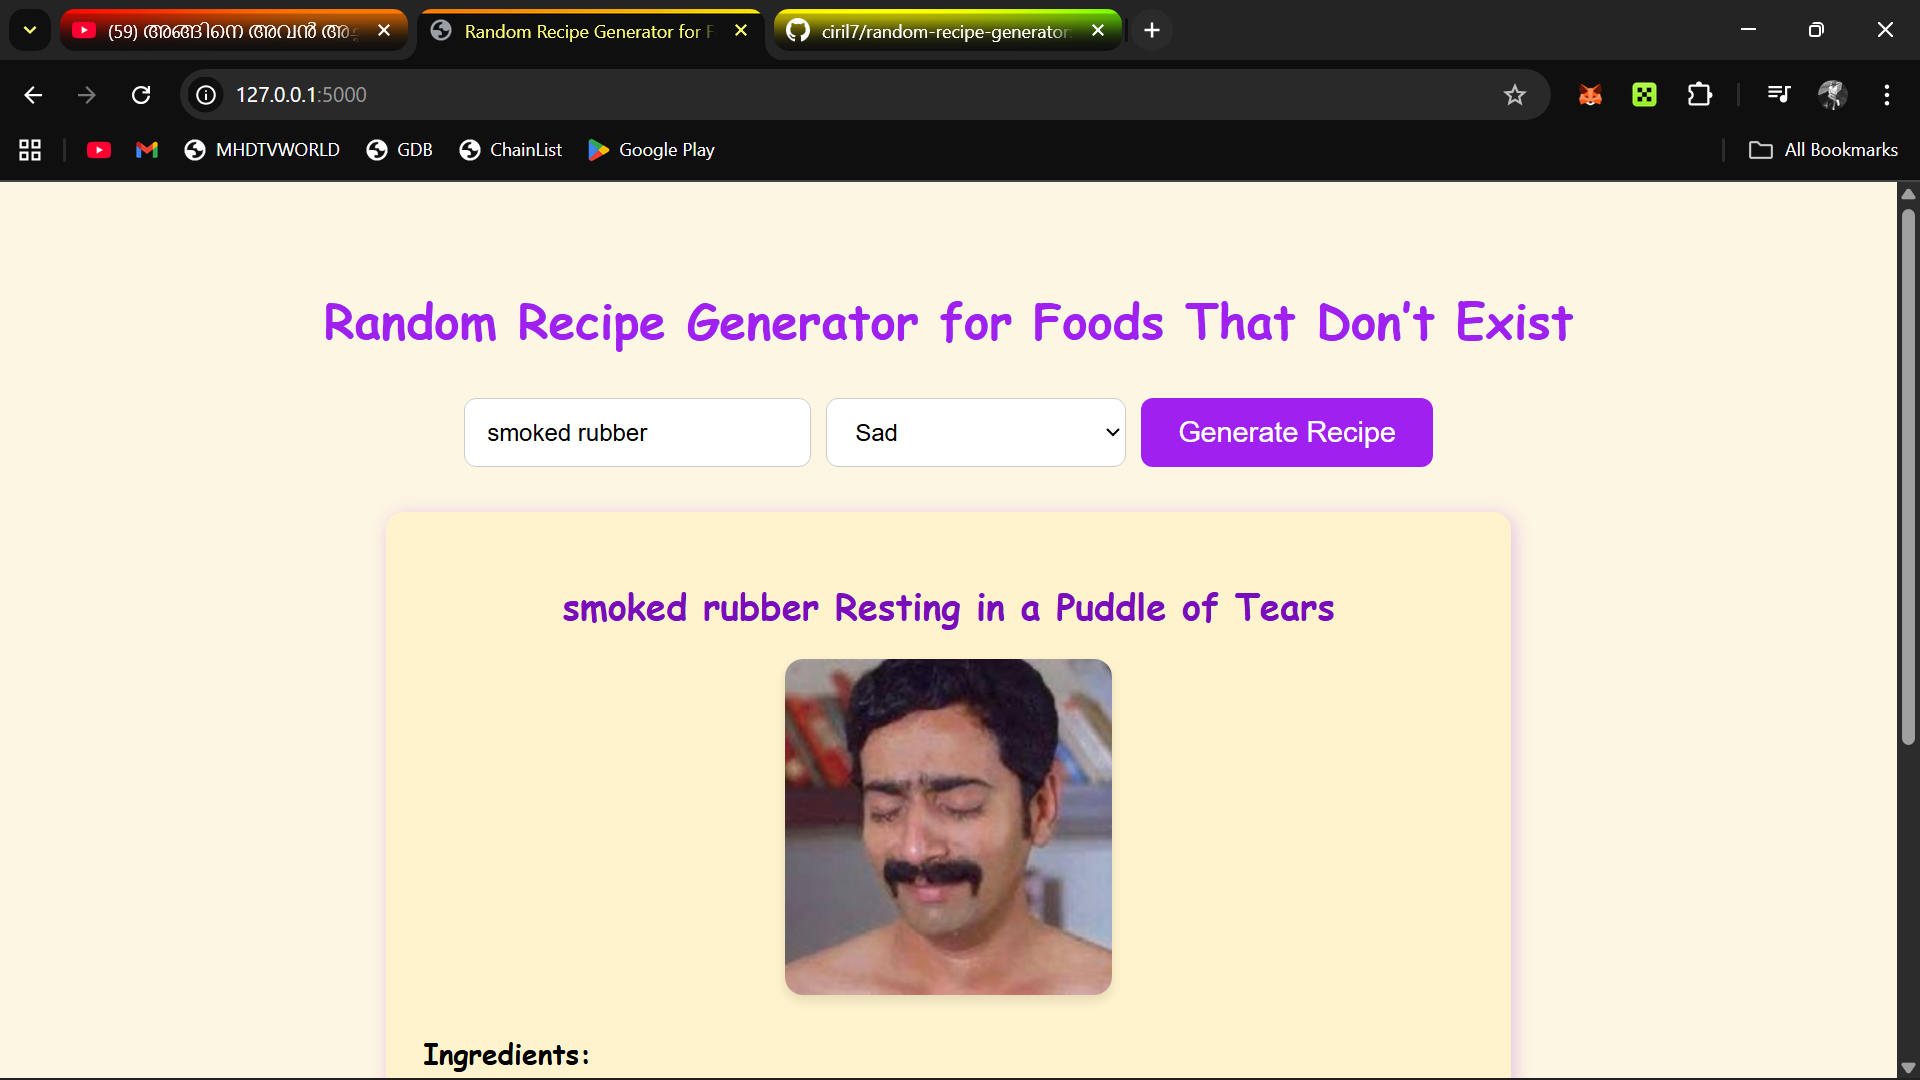 (59) അങ്ങിനെ അവൻ
Random Recipe Generator for F
ciril7/random-recipe-generator
127.0.0.1:5000
MHDTVWORLD
GDB
ChainList
Google Play
All Bookmarks
Random Recipe Generator for Foods That Don't Exist
smoked rubber
Sad
Generate Recipe
smoked rubber Resting in a Puddle of Tears
Ingredients: